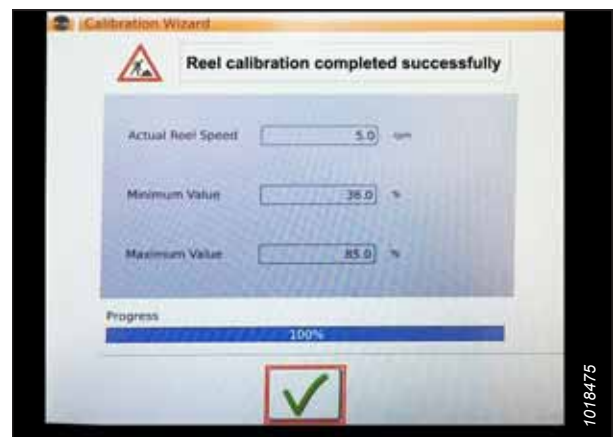 Calibration Wizard
Reel calibration completed successfully
Actual Reel Speed 5.0 rpm
Minimum Value 36.0 %
Maximum Value 85.0 %
Progress
100%
1018475